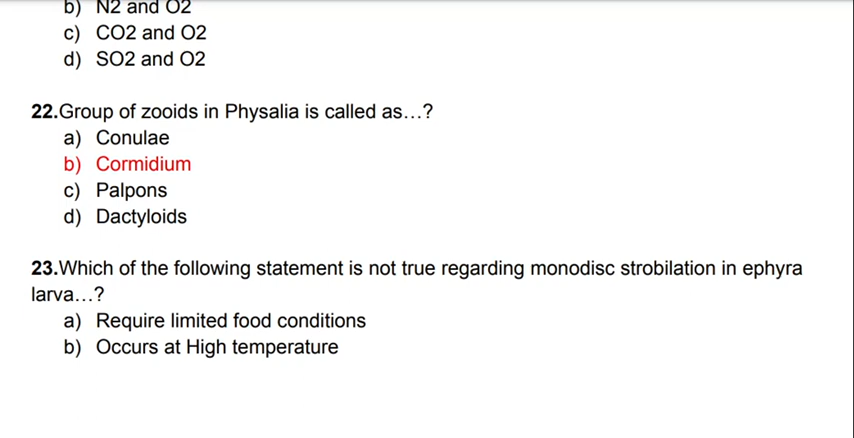 b) N2 and O2
c) CO2 and O2
d) SO2 and O2
22.Group of zooids in Physalia is called as…?
a) Conulae
b) Cormidium
c) Palpons
d) Dactyloids
23.Which of the following statement is not true regarding monodisc strobilation in ephyra
larva…?
a) Require limited food conditions
b) Occurs at High temperature